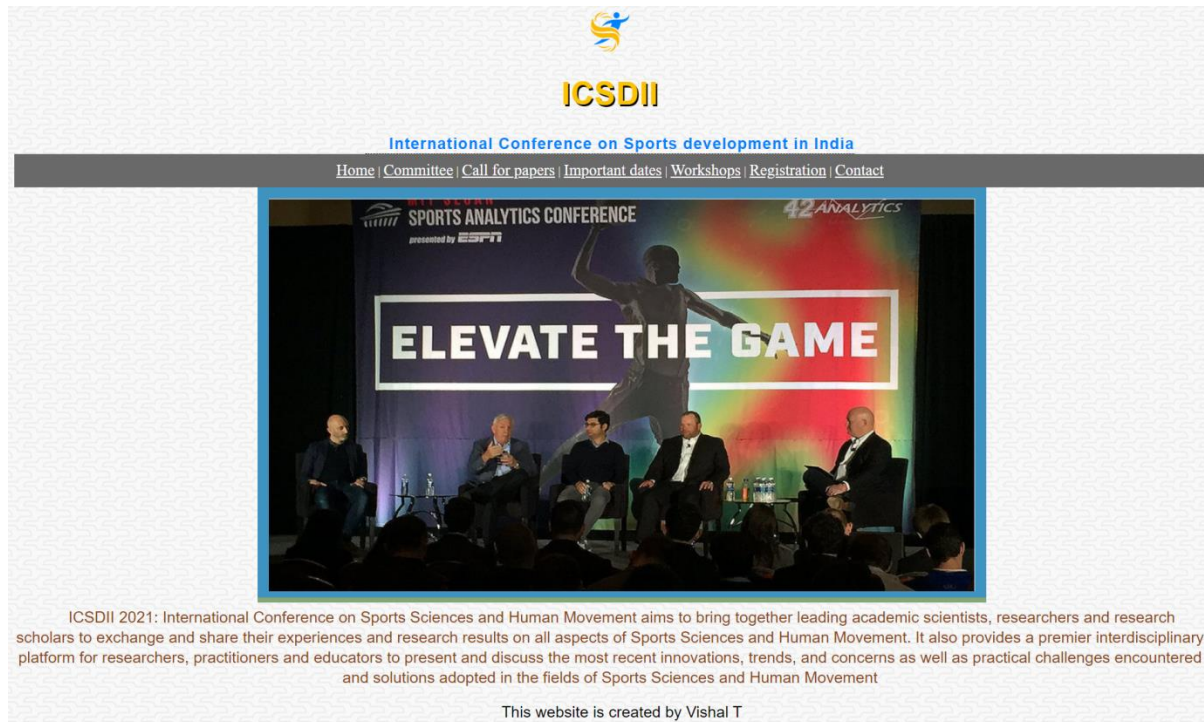 ICSDII
International Conference on Sports development in India
Home | Committee | Call for papers | Important dates | Workshops | Registration | Contact
MIT SLOAN
SPORTS ANALYTICS CONFERENCE
presented by ESPN
42 ANALYTICS
ELEVATE THE GAME
ICSDII 2021: International Conference on Sports Sciences and Human Movement aims to bring together leading academic scientists, researchers and research
scholars to exchange and share their experiences and research results on all aspects of Sports Sciences and Human Movement. It also provides a premier interdisciplinary
platform for researchers, practitioners and educators to present and discuss the most recent innovations, trends, and concerns as well as practical challenges encountered
and solutions adopted in the fields of Sports Sciences and Human Movement
This website is created by Vishal T